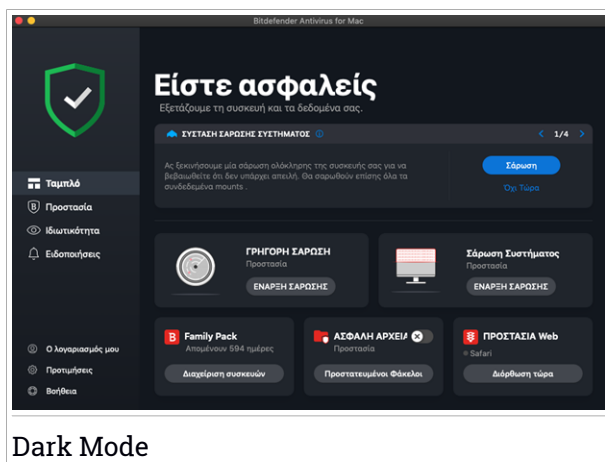 Bitdefender Antivirus for Mac
Είστε ασφαλείς
Εξετάζουμε τη συσκευή και τα δεδομένα σας.
ΣΥΣΤΑΣΗ ΣΑΡΩΣΗΣ ΣΥΣΤΗΜΑΤΟΣ
1/4
Ας ξεκινήσουμε μία σάρωση ολόκληρης της συσκευής σας για να
βεβαιωθείτε ότι δεν υπάρχει απειλή. Θα σαρωθούν επίσης όλα τα
συνδεδεμένα mounts .
Σάρωση
Όχι Τώρα
Ταμπλό
Προστασία
Ιδιωτικότητα
Ειδοποιήσεις
ΓΡΗΓΟΡΗ ΣΑΡΩΣΗ
Προστασία
ΕΝΑΡΞΗ ΣΑΡΩΣΗΣ
Σάρωση Συστήματος
Προστασία
ΕΝΑΡΞΗ ΣΑΡΩΣΗΣ
B Family Pack
Απομένουν 594 ημέρες
Διαχείριση συσκευών
ΑΣΦΑΛΗ ΑΡΧΕΙΑ
Προστασία
Προστατευμένοι Φάκελοι
ΠΡΟΣΤΑΣΙΑ Web
Safari
Διόρθωση τώρα
Ο λογαριασμός μου
Προτιμήσεις
Βοήθεια
Dark Mode